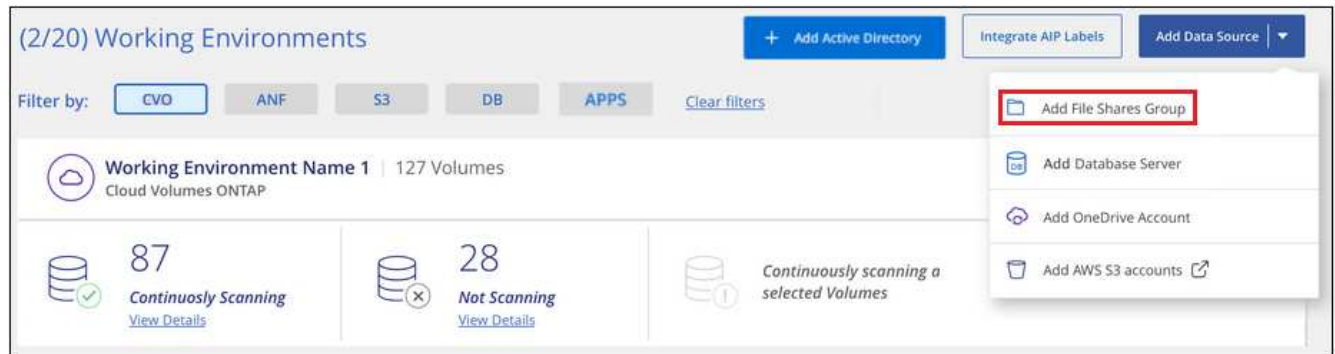 (2/20) Working Environments
+ Add Active Directory
Integrate AIP Labels
Add Data Source
Filter by:
CVO
ANF
S3
DB
APPS
Clear filters
Add File Shares Group
DB
Add Database Server
Add OneDrive Account
Add AWS S3 accounts
Working Environment Name 1 | 127 Volumes
Cloud Volumes ONTAP
87
Continuosly Scanning
View Details
28
Not Scanning
View Details
Continuously scanning a
selected Volumes